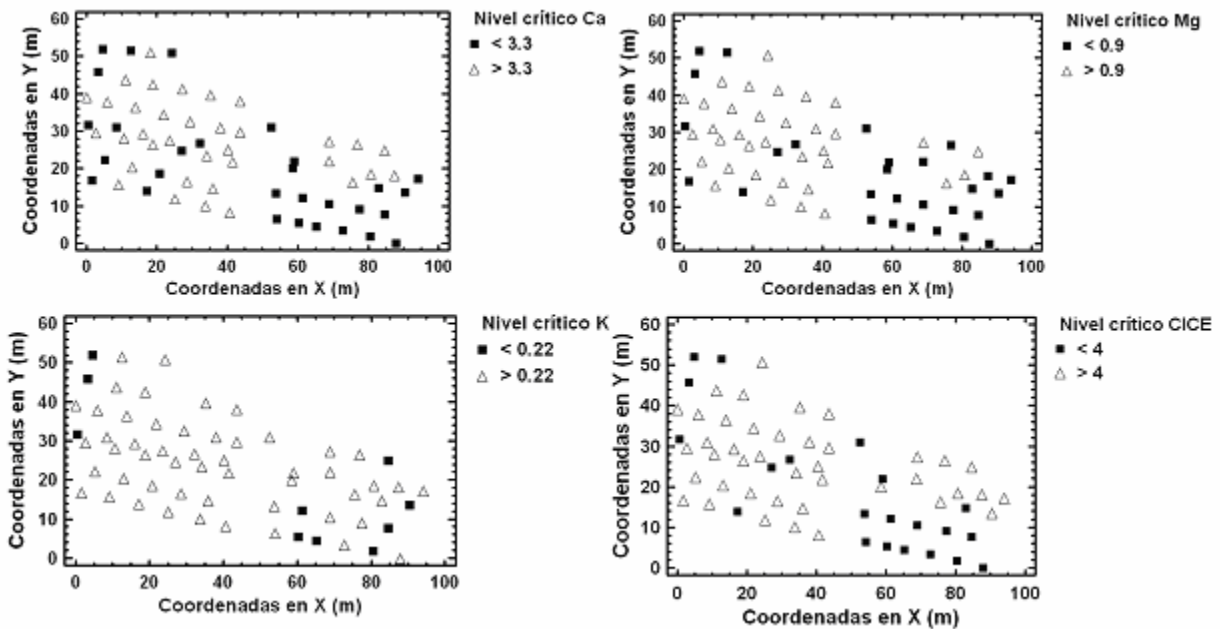 Nivel crítico Ca
■ < 3.3
△ > 3.3
Coordenadas en Y (m)
60
50
40
30
20
10
0
0 20 40 60 80 100
Coordenadas en X (m)
Nivel crítico Mg
■ < 0.9
△ > 0.9
Coordenadas en Y (m)
60
50
40
30
20
10
0
0 20 40 60 80 100
Coordenadas en X (m)
Nivel crítico K
■ < 0.22
△ > 0.22
Coordenadas en Y (m)
60
50
40
30
20
10
0
0 20 40 60 80 100
Coordenadas en X (m)
Nivel crítico CICE
■ < 4
△ > 4
Coordenadas en Y (m)
60
50
40
30
20
10
0
0 20 40 60 80 100
Coordenadas en X (m)